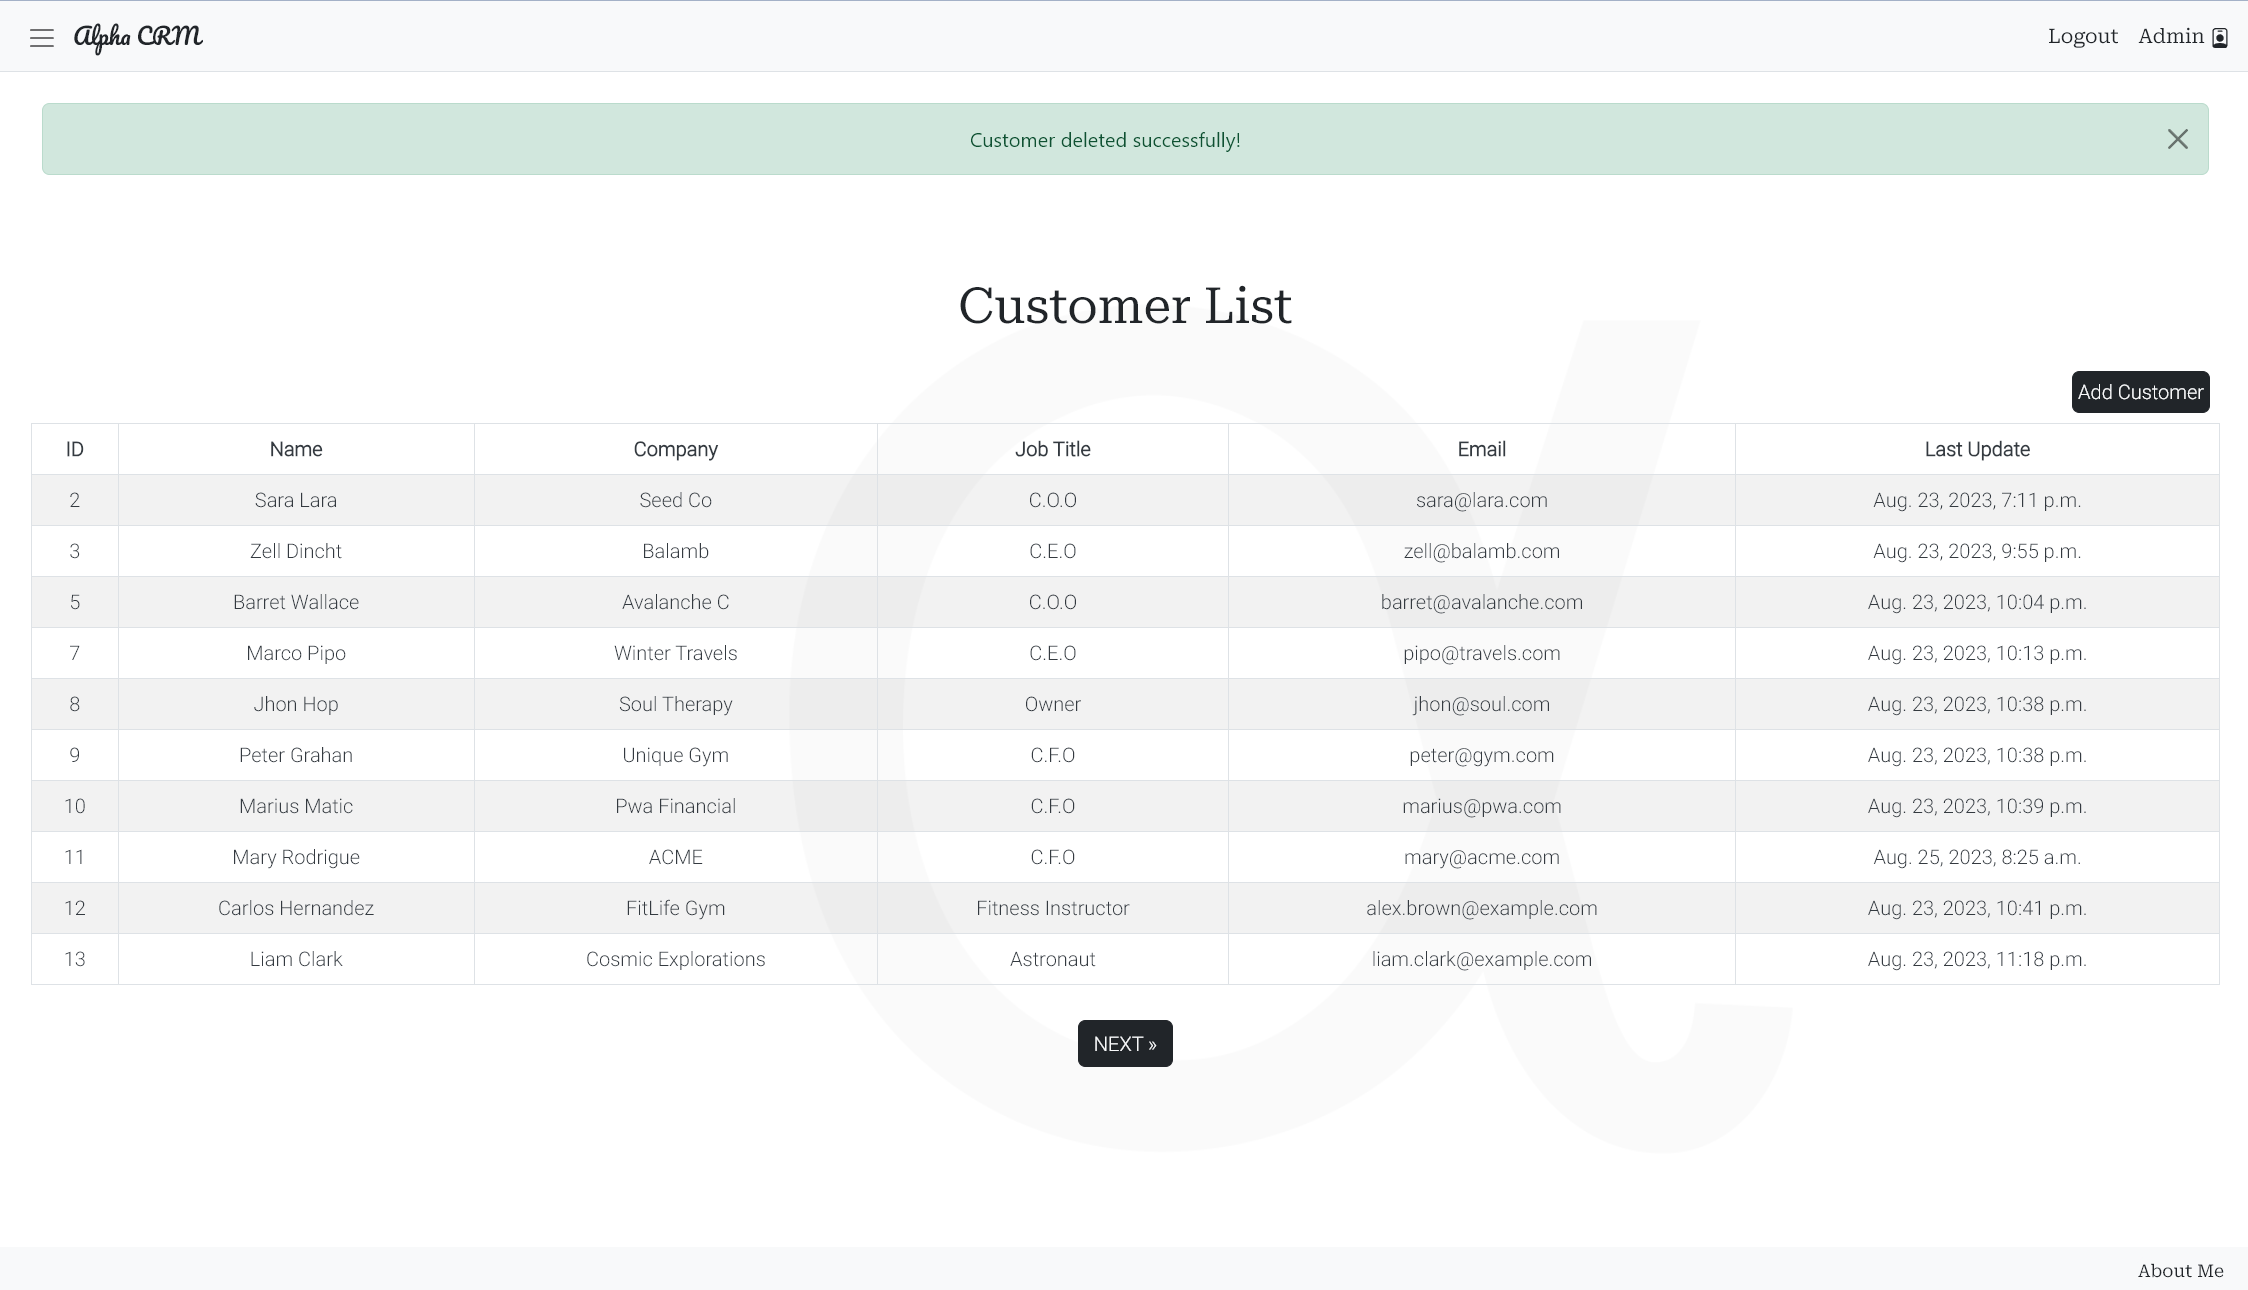 Alpha CRM Logout Admin
Customer deleted successfully!
Customer List
Add Customer
ID Name Company Job Title Email Last Update
2 Sara Lara Seed Co C.O.O sara@lara.com Aug. 23, 2023, 7:11 p.m.
3 Zell Dincht Balamb C.E.O zell@balamb.com Aug. 23, 2023, 9:55 p.m.
5 Barret Wallace Avalanche C C.O.O barret@avalanche.com Aug. 23, 2023, 10:04 p.m.
7 Marco Pipo Winter Travels C.E.O pipo@travels.com Aug. 23, 2023, 10:13 p.m.
8 Jhon Hop Soul Therapy Owner jhon@soul.com Aug. 23, 2023, 10:38 p.m.
9 Peter Grahan Unique Gym C.F.O peter@gym.com Aug. 23, 2023, 10:38 p.m.
10 Marius Matic Pwa Financial C.F.O marius@pwa.com Aug. 23, 2023, 10:39 p.m.
11 Mary Rodrigue ACME C.F.O mary@acme.com Aug. 25, 2023, 8:25 a.m.
12 Carlos Hernandez FitLife Gym Fitness Instructor alex.brown@example.com Aug. 23, 2023, 10:41 p.m.
13 Liam Clark Cosmic Explorations Astronaut liam.clark@example.com Aug. 23, 2023, 11:18 p.m.
NEXT »
About Me